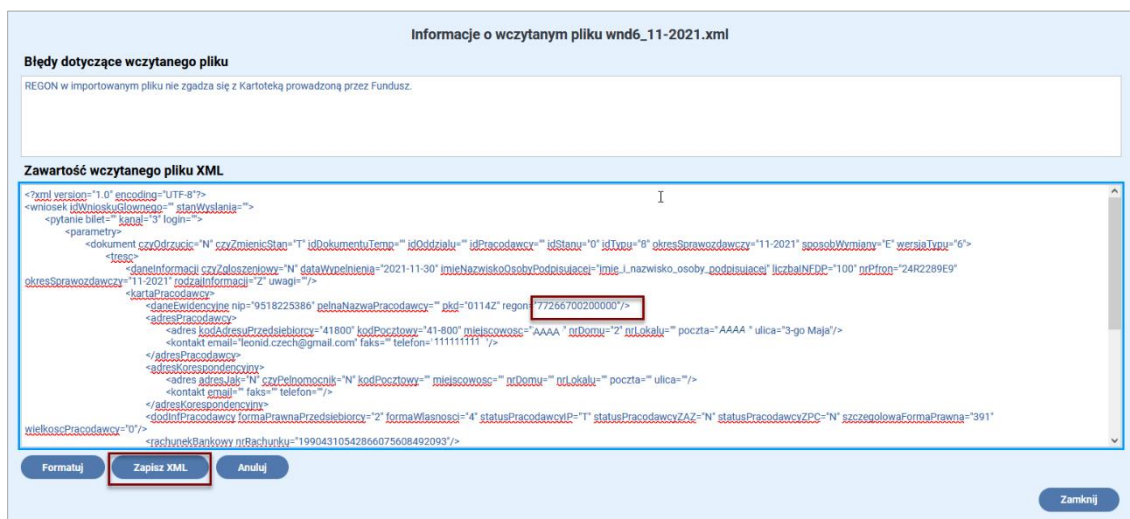 Informacje o wczytanym pliku wnd6_11-2021.xml
Błędy dotyczące wczytanego pliku
REGON w importowanym pliku nie zgadza się z Kartoteką prowadzoną przez Fundusz.
Zawartość wczytanego pliku XML
<?xml version="1.0" encoding="UTF-8"?>
<wniosek idWnioskuGlownego="" stanWyslania="">
<pytanie bilet="" kanal="3" login="">
<parametry>
<dokument czyOdrzucic="N" czyZmienicStan="T" idDokumentuTemp="" idOddzialu="" idPracodawcy="" idStanu="0" idTypu="8" okresSprawozdawczy="11-2021" sposobWymiany="E" wersjaTypu="6">
<tresc>
<daneInformacji czyZgloszeniowy="N" dataWypelnienia="2021-11-30" imieNazwiskoOsobyPodpisujacej="imie_i_nazwisko_osoby_podpisujacej" liczbaINFDP="100" nrPfron="24R2289E9"
okresSprawozdawczy="11-2021" rodzajInformacji="Z" uwagi=""/>
<kartaPracodawcy>
<daneEwidencyjne nip="9518225386" pelnaNazwaPracodawcy="" pkd="0114Z" regon="77266700200000"/>
<adresPracodawcy>
<adres kodAdresuPrzedsiebiorcy="41800" kodPocztowy="41-800" miejscowosc="AAAA " nrDomu="2" nrLokalu="" poczta="AAAA " ulica="3-go Maja"/>
<kontakt email="leonid.czech@gmail.com" faks="" telefon='111111111 '/>
</adresPracodawcy>
<adresKorespondencyjny>
<adres adresJak="N" czyPelnomocnik="N" kodPocztowy="" miejscowosc="" nrDomu="" nrLokalu="" poczta="" ulica=""/>
<kontakt email="" faks="" telefon=""/>
</adresKorespondencyjny>
<dodInfPracodawcy formaPrawnaPrzedsiebiorcy="2" formaWlasnosci="4" statusPracodawcyIP="T" statusPracodawcyZAZ="N" statusPracodawcyZPC="N" szczegolowaFormaPrawna="391"
wielkoscPracodawcy="0"/>
<rachunekBankowy nrRachunku="19904310542866075608492093"/>
Formatuj Zapisz XML Anuluj
Zamknij